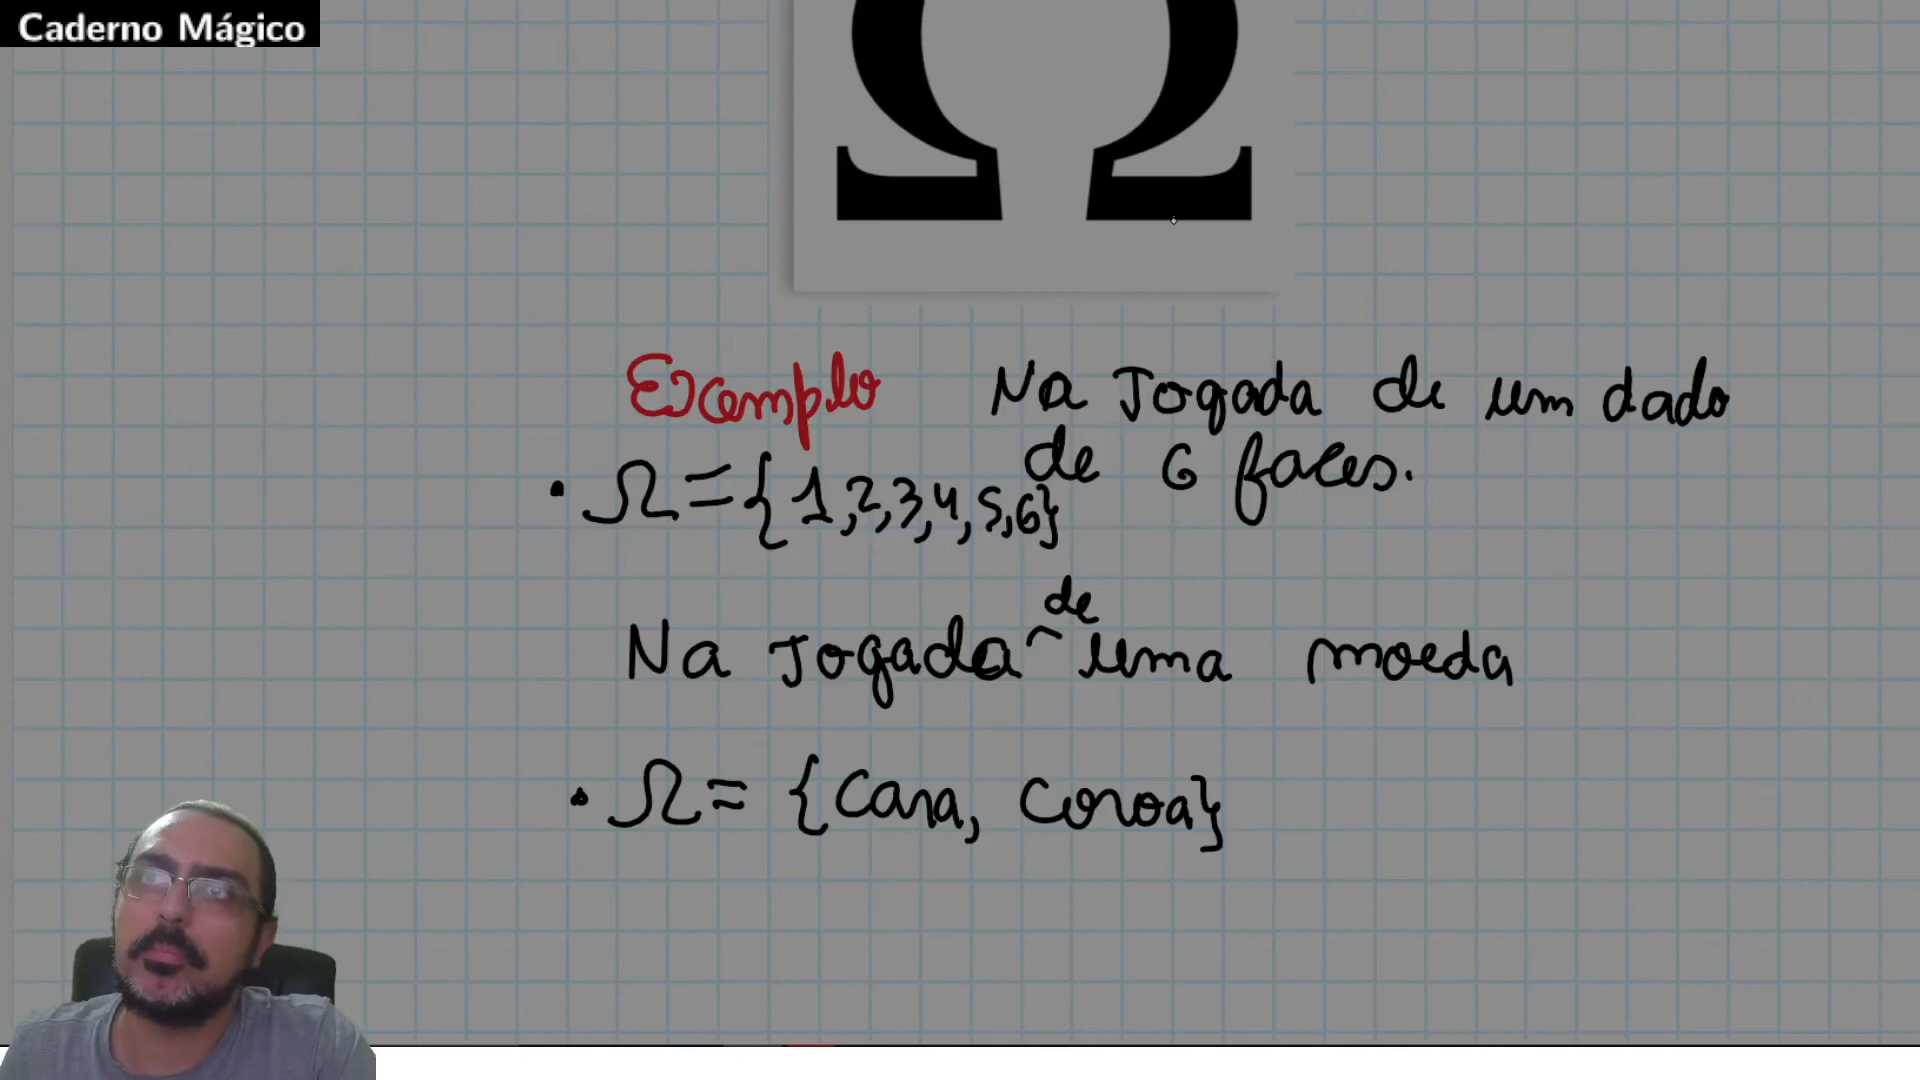 Caderno Mágico
Ω
Exemplo Na Jogada de um dado
de 6 faces.
• Ω = {1,2,3,4,5,6}
de
Na Jogada ^ uma moeda
• Ω = {Cara, Coroa}